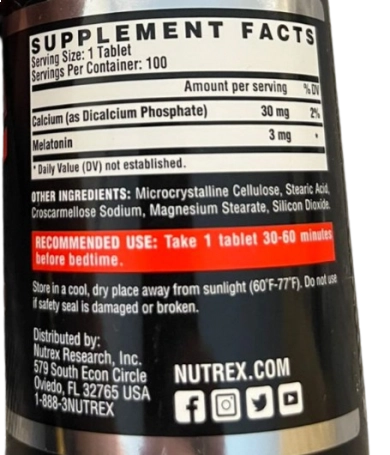 SUPPLEMENT FACTS
Serving Size: 1 Tablet
Servings Per Container: 100
Amount per serving %DV
Calcium (as Dicalcium Phosphate) 30 mg 2%
Melatonin 3 mg *
* Daily Value (DV) not established.
OTHER INGREDIENTS: Microcrystalline Cellulose, Stearic Acid,
Croscarmellose Sodium, Magnesium Stearate, Silicon Dioxide.
RECOMMENDED USE: Take 1 tablet 30-60 minutes
before bedtime.
Store in a cool, dry place away from sunlight (60°F-77°F). Do not use
if safety seal is damaged or broken.
Distributed by:
Nutrex Research, Inc.
579 South Econ Circle
Oviedo, FL 32765 USA
1-888-3NUTREX
NUTREX.COM